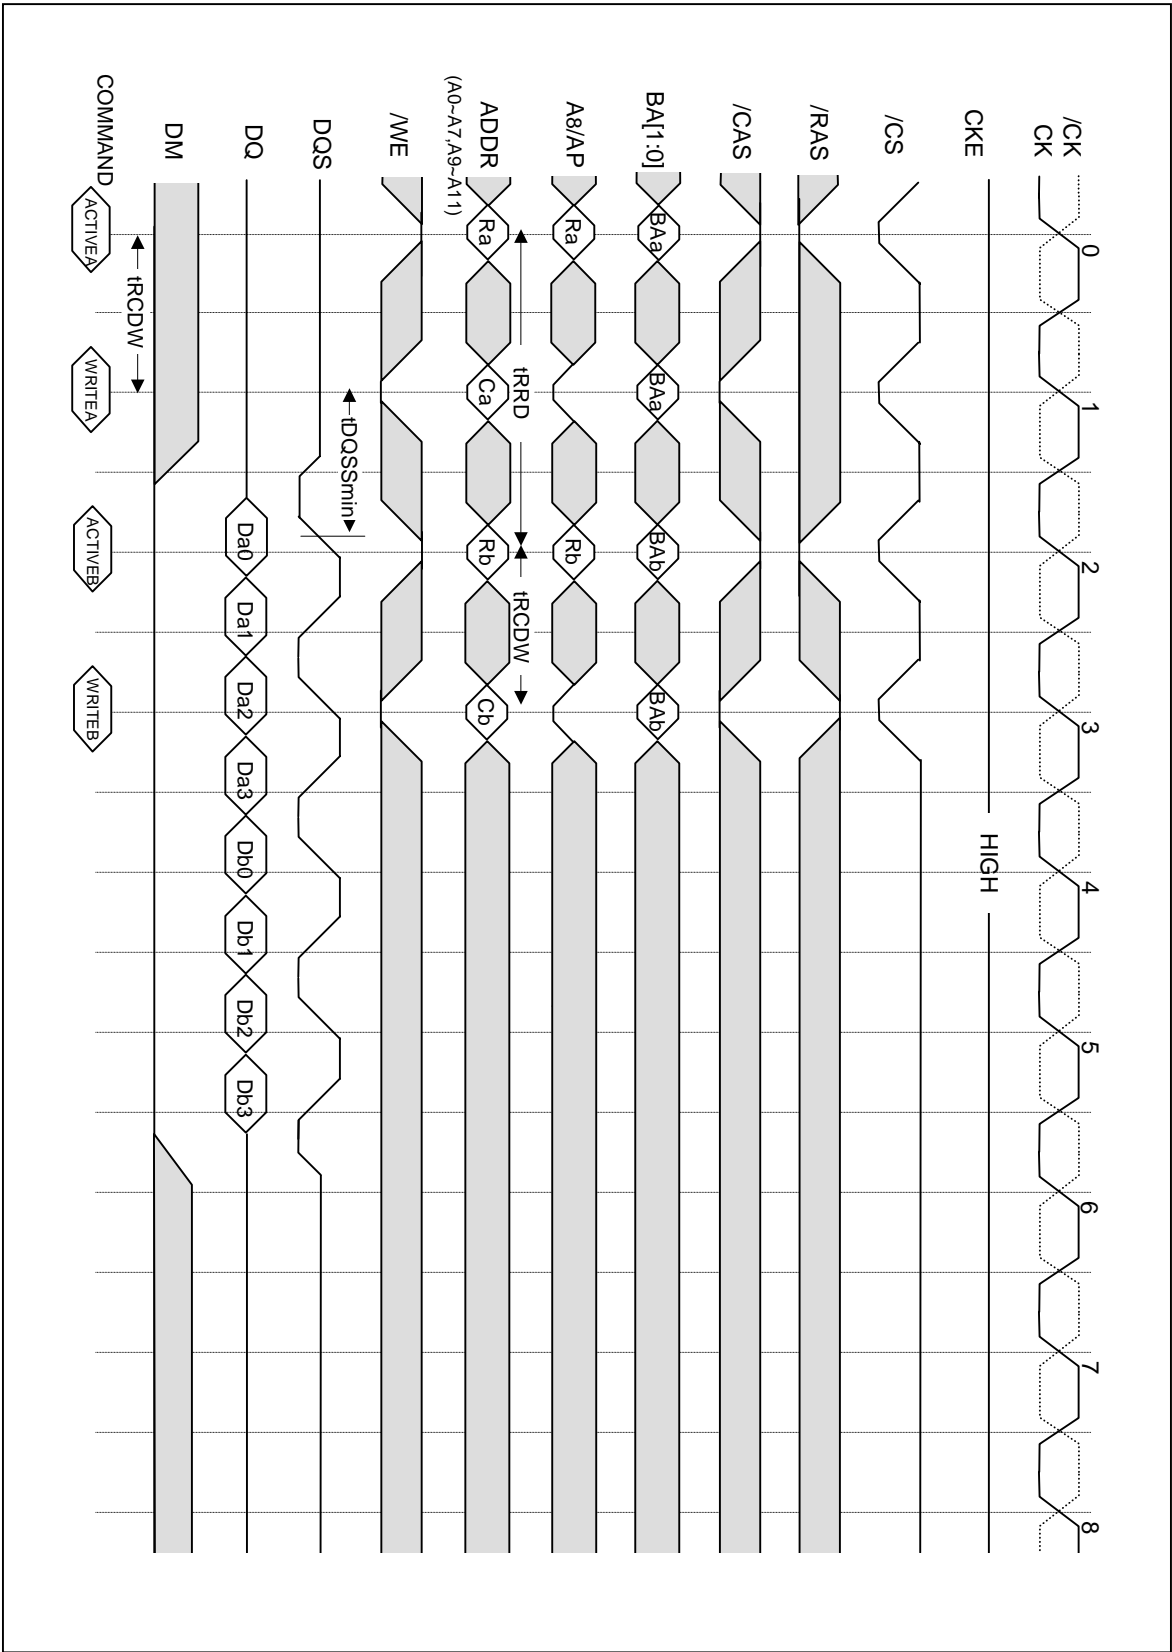 0 1 2 3 4 5 6 7 8
/CK
CK
CKE HIGH
/CS
/RAS
/CAS
BA[1:0] BAa BAa BAb BAb
A8/AP Ra Rb
tRRD tRCDW
ADDR Ra Ca Rb Cb
(A0~A7,A9~A11)
/WE
tDQSSmin
DQS
DQ Da0 Da1 Da2 Da3 Db0 Db1 Db2 Db3
DM
tRCDW
COMMAND ACTIVEA WRITEA ACTIVEB WRITEB